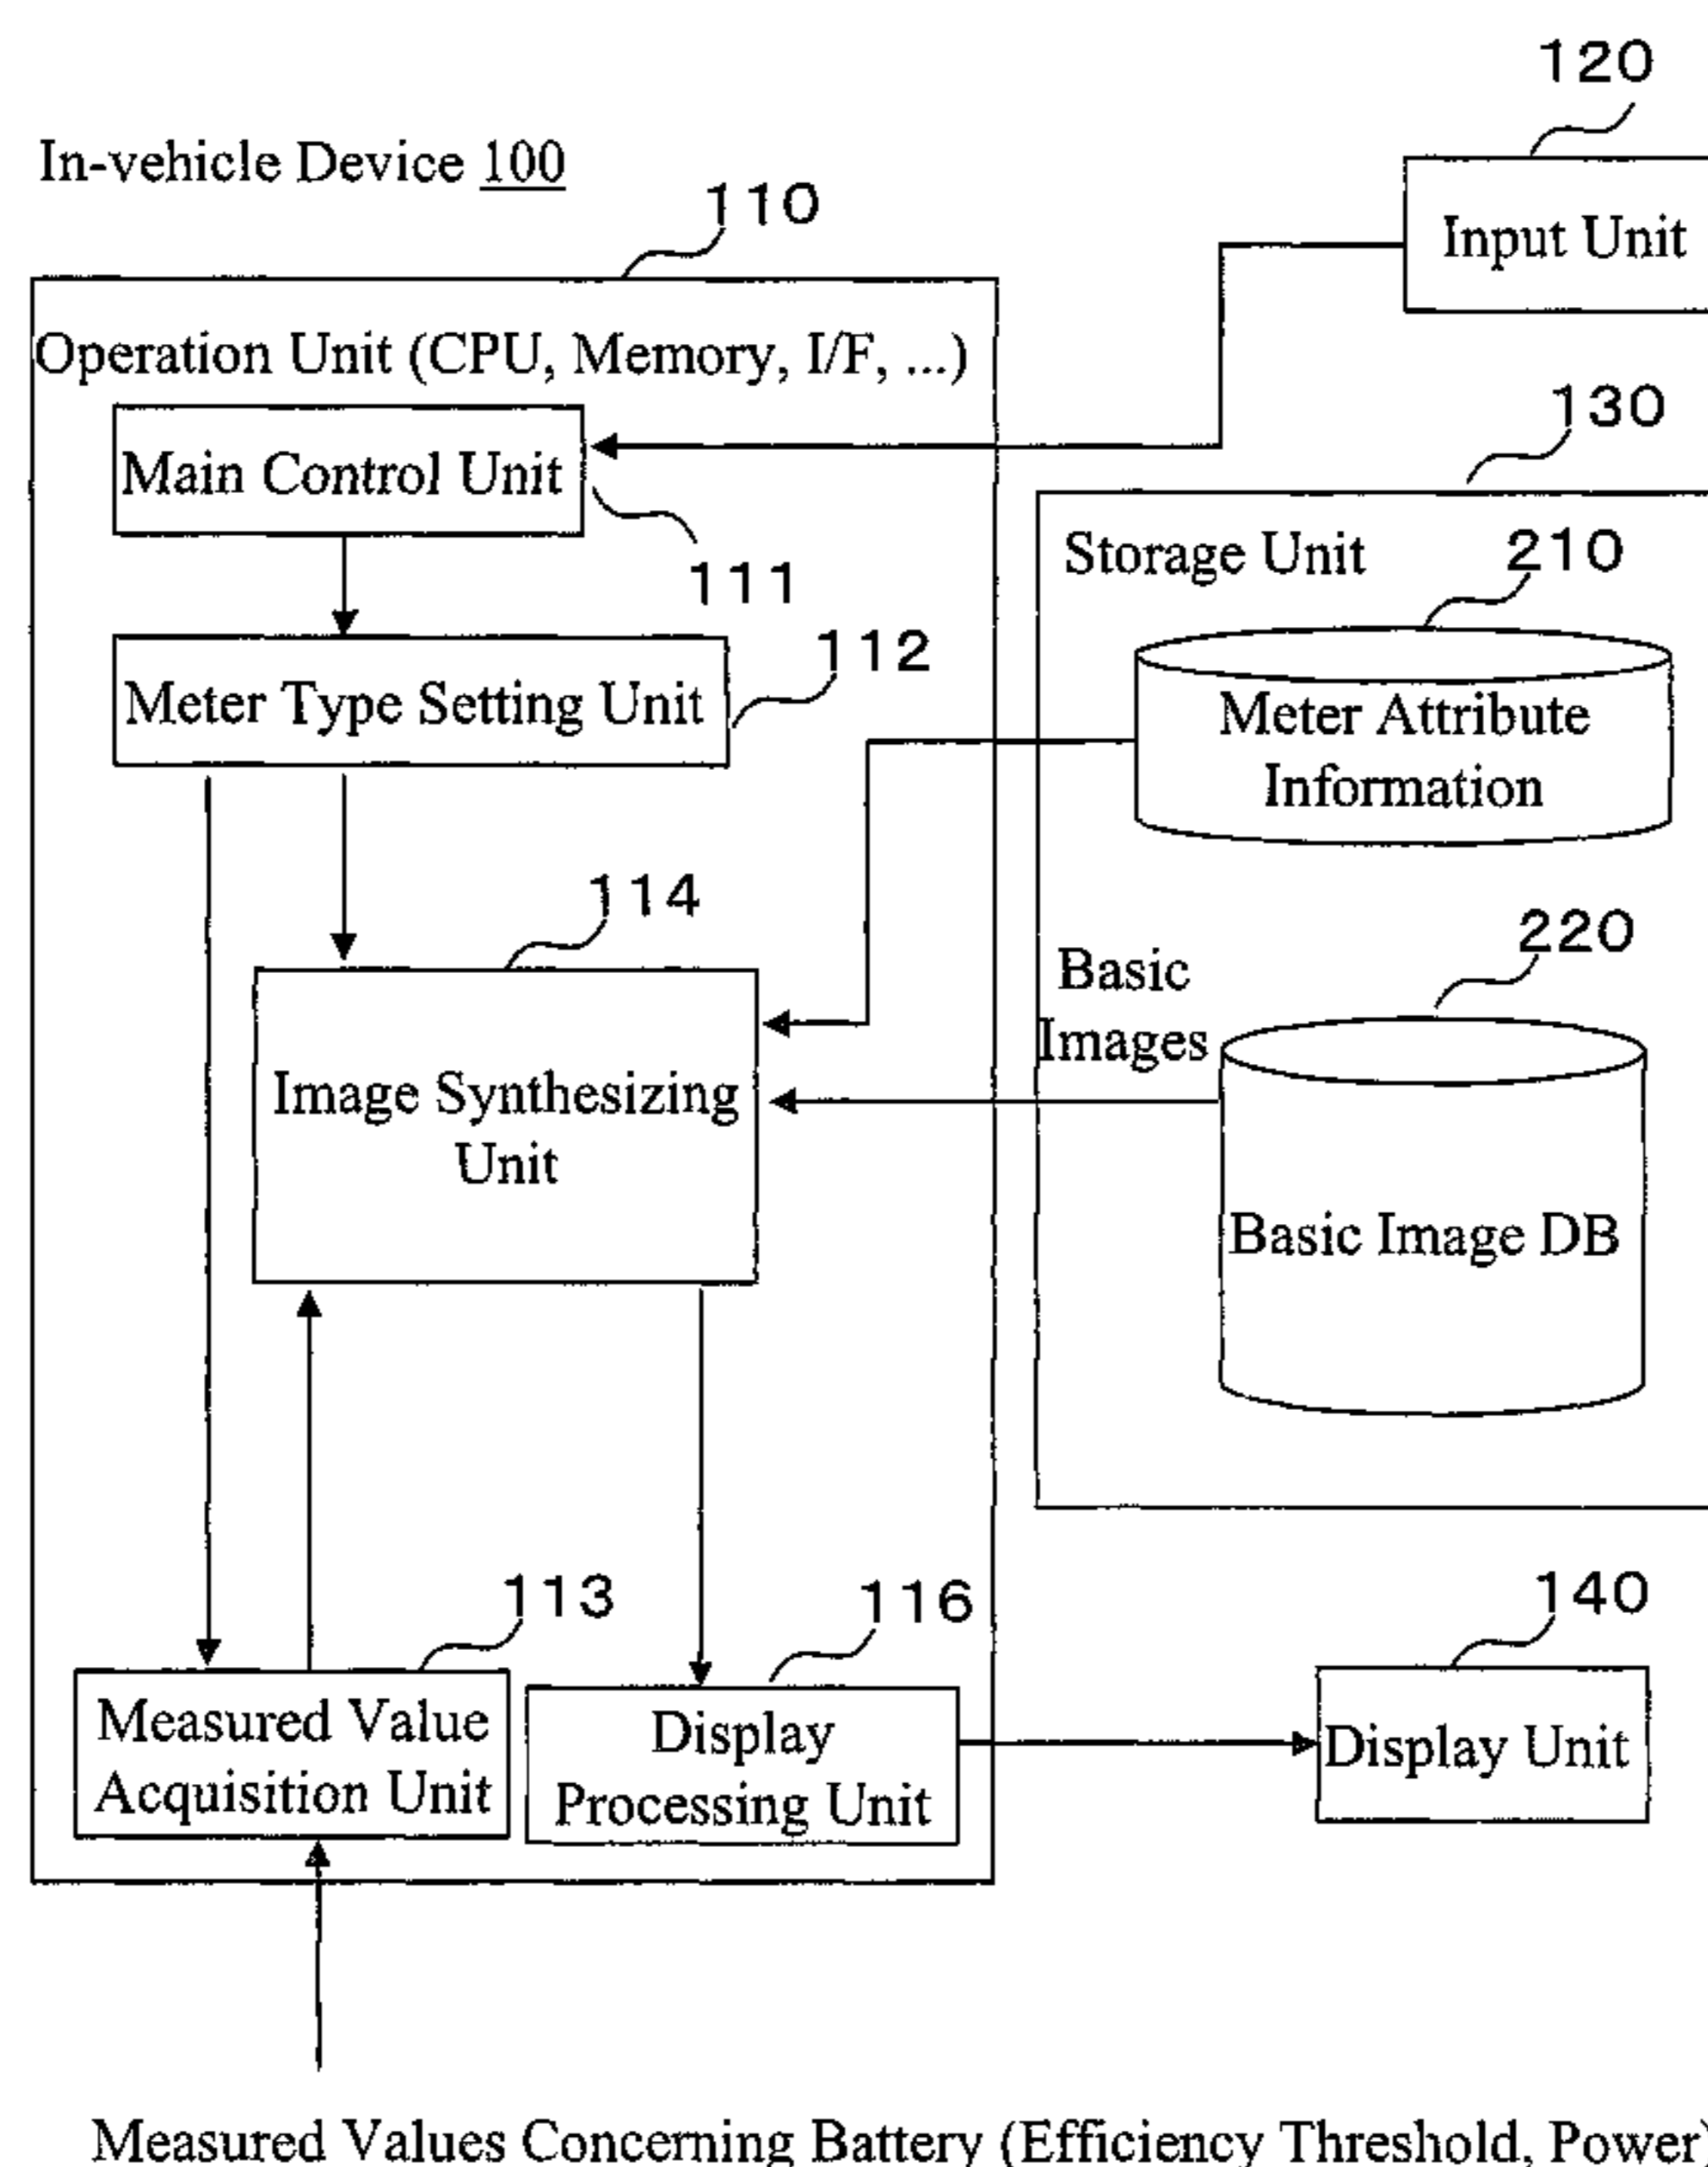 120
In-vehicle Device 100
110
Input Unit
Operation Unit (CPU, Memory, I/F, ...)
130
Main Control Unit
Storage Unit
210
111
112
Meter Type Setting Unit
Meter Attribute
Information
114
220
Basic
Images
Image Synthesizing
Unit
Basic Image DB
113
116
140
Measured Value
Acquisition Unit
Display
Processing Unit
Display Unit
Measured Values Concerning Battery (Efficiency Threshold, Power)